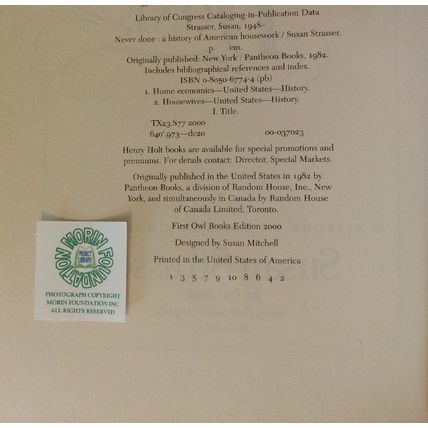 Library of Congress Cataloging-in-Publication Data
Strasser, Susan, 1948–
Never done : a history of American housework / Susan Strasser.
p. cm.
Originally published: New York : Pantheon Books, 1982.
Includes bibliographical references and index.
ISBN 0-8050-6774-4 (pb)
1. Home economics—United States—History.
2. Housewives—United States—History.
I. Title.
TX23.S77 2000
640'.973—dc20 00-037023
Henry Holt books are available for special promotions and
premiums. For details contact: Director, Special Markets.
Originally published in the United States in 1982 by
Pantheon Books, a division of Random House, Inc., New
York, and simultaneously in Canada by Random House
of Canada Limited, Toronto.
First Owl Books Edition 2000
Designed by Susan Mitchell
Printed in the United States of America
1 3 5 7 9 10 8 6 4 2
MORIN FOUNDATION
PROJECT
LIBRARY
PHOTOGRAPH COPYRIGHT
MORIN FOUNDATION INC
ALL RIGHTS RESERVED